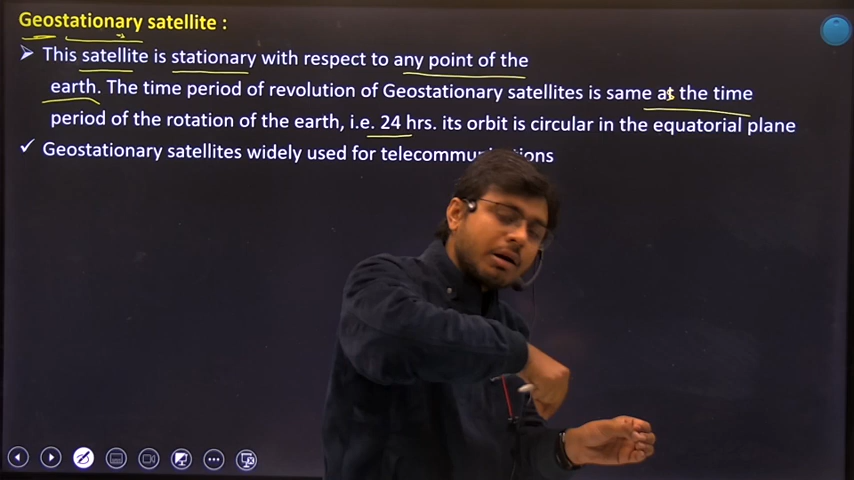 Geostationary satellite :
This satellite is stationary with respect to any point of the
earth. The time period of revolution of Geostationary satellites is same as the time
period of the rotation of the earth, i.e. 24 hrs. its orbit is circular in the equatorial plane
Geostationary satellites widely used for telecommunications